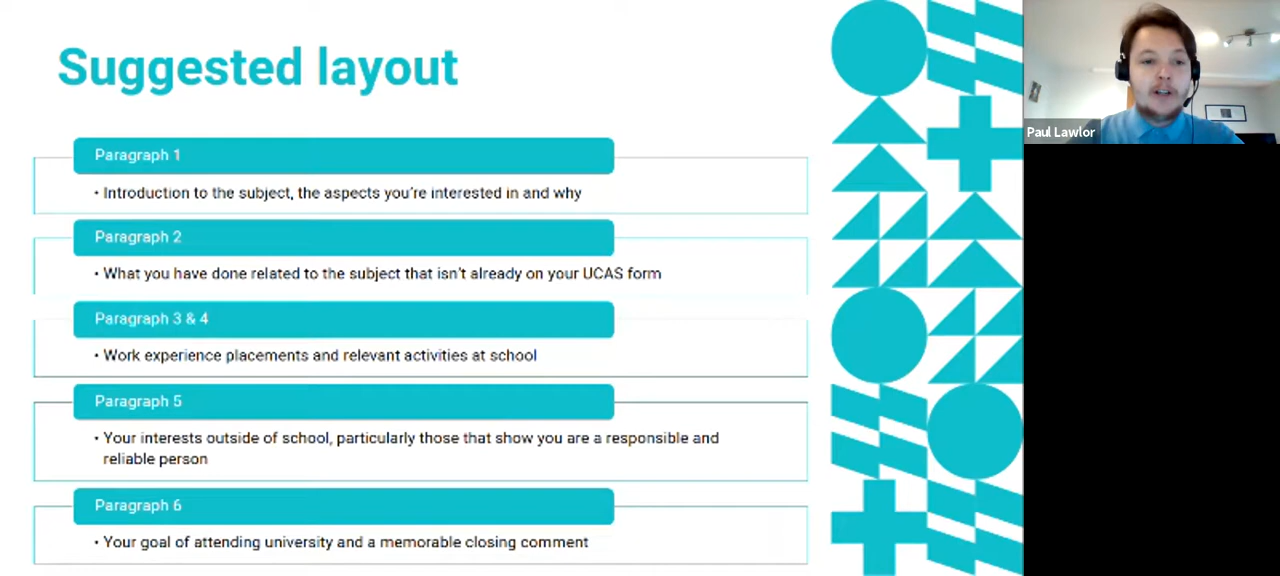 Suggested layout
Paragraph 1
• Introduction to the subject, the aspects you're interested in and why
Paragraph 2
• What you have done related to the subject that isn't already on your UCAS form
Paragraph 3 & 4
• Work experience placements and relevant activities at school
Paragraph 5
• Your interests outside of school, particularly those that show you are a responsible and
reliable person
Paragraph 6
• Your goal of attending university and a memorable closing comment
Paul Lawlor